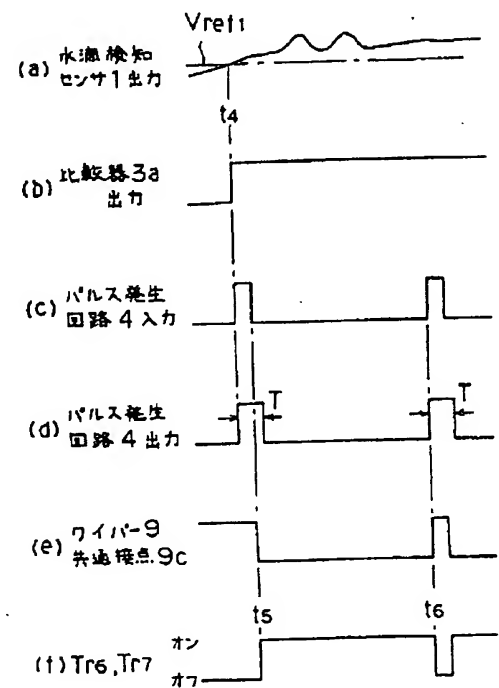 Vref1
(a) 水滴検知
センサ1出力
t4
(b) 比較器3a
出力
(c) パルス発生
回路4入力
T
T
(d) パルス発生
回路4出力
(e) ワイパー9
共通接点9c
t5
t6
オン
(f) Tr6,Tr7
オフ